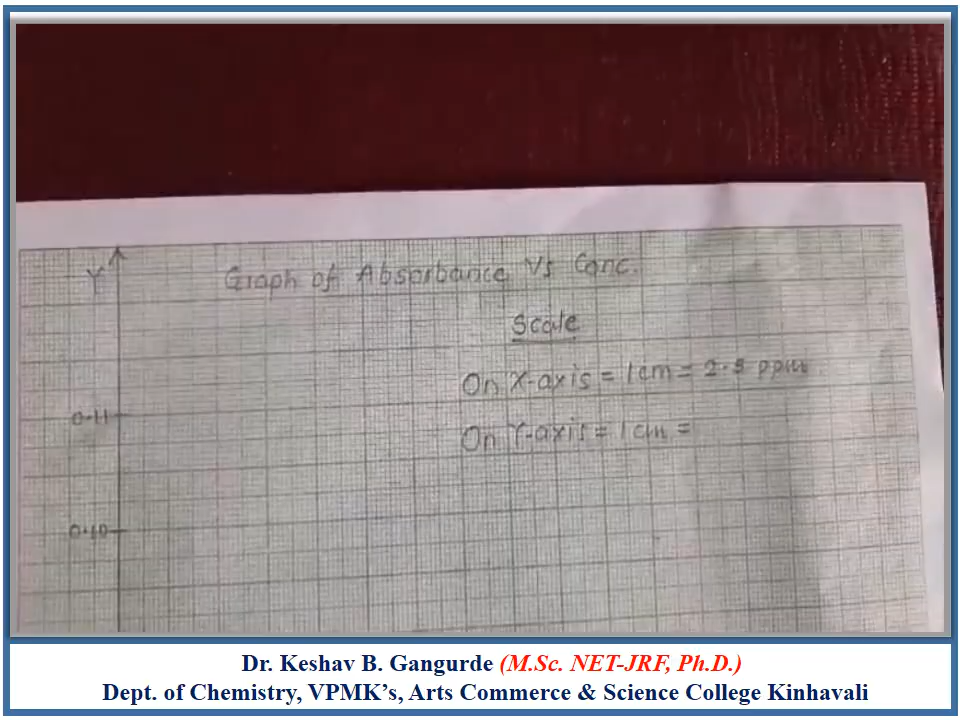 Y
Graph of Absorbance Vs Conc.
Scale
On X-axis = 1cm = 2.5 ppm
0.11
On Y-axis = 1cm =
0.10
Dr. Keshav B. Gangurde (M.Sc. NET-JRF, Ph.D.)
Dept. of Chemistry, VPMK's, Arts Commerce & Science College Kinhavali